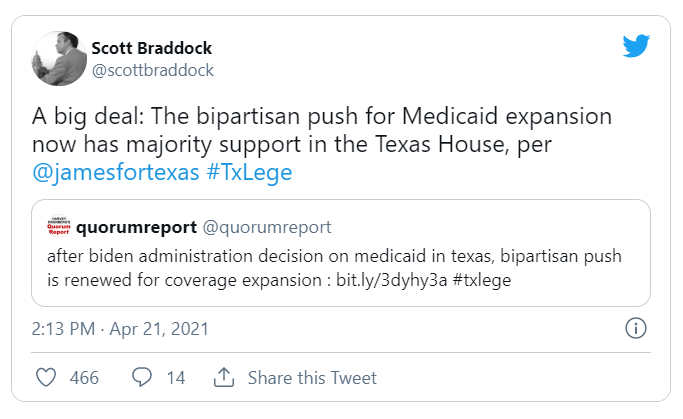 Scott Braddock
@scottbraddock
A big deal: The bipartisan push for Medicaid expansion
now has majority support in the Texas House, per
@jamesfortexas #TxLege
HARVEY KRONBERG'S
Quorum
Report
quorumreport @quorumreport
after biden administration decision on medicaid in texas, bipartisan push
is renewed for coverage expansion : bit.ly/3dyhy3a #txlege
2:13 PM · Apr 21, 2021
466 14 Share this Tweet